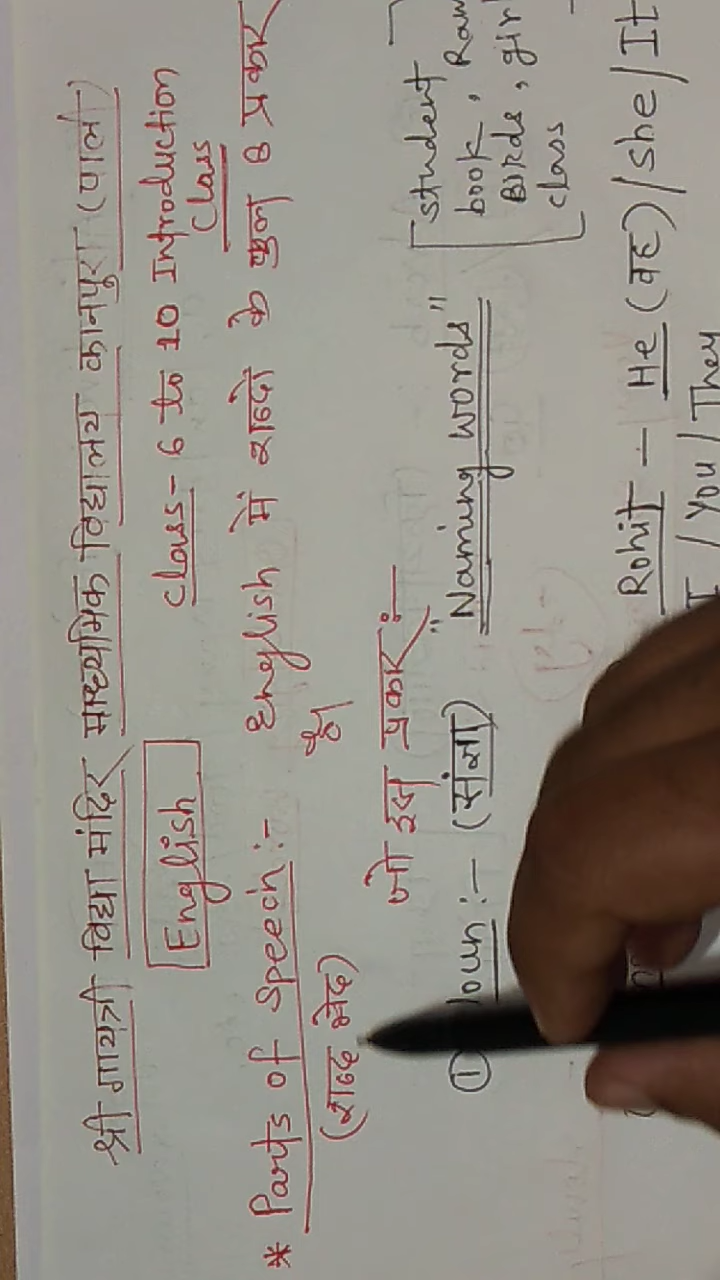 श्री गायत्री विद्या मंदिर माध्यमिक विद्यालय कानपुरा (पाली)
English
Class - 6 to 10 Introduction
Class
* Parts of Speech :- English में शब्दो के कुल 8 प्रकार
(शब्द भेद)
है।
जो इस प्रकार :-
① Noun :- (संज्ञा) "Naming words"
student
book, Ram
Birds, girl
class
Rohit - He (वह) / she / It
I / You / They